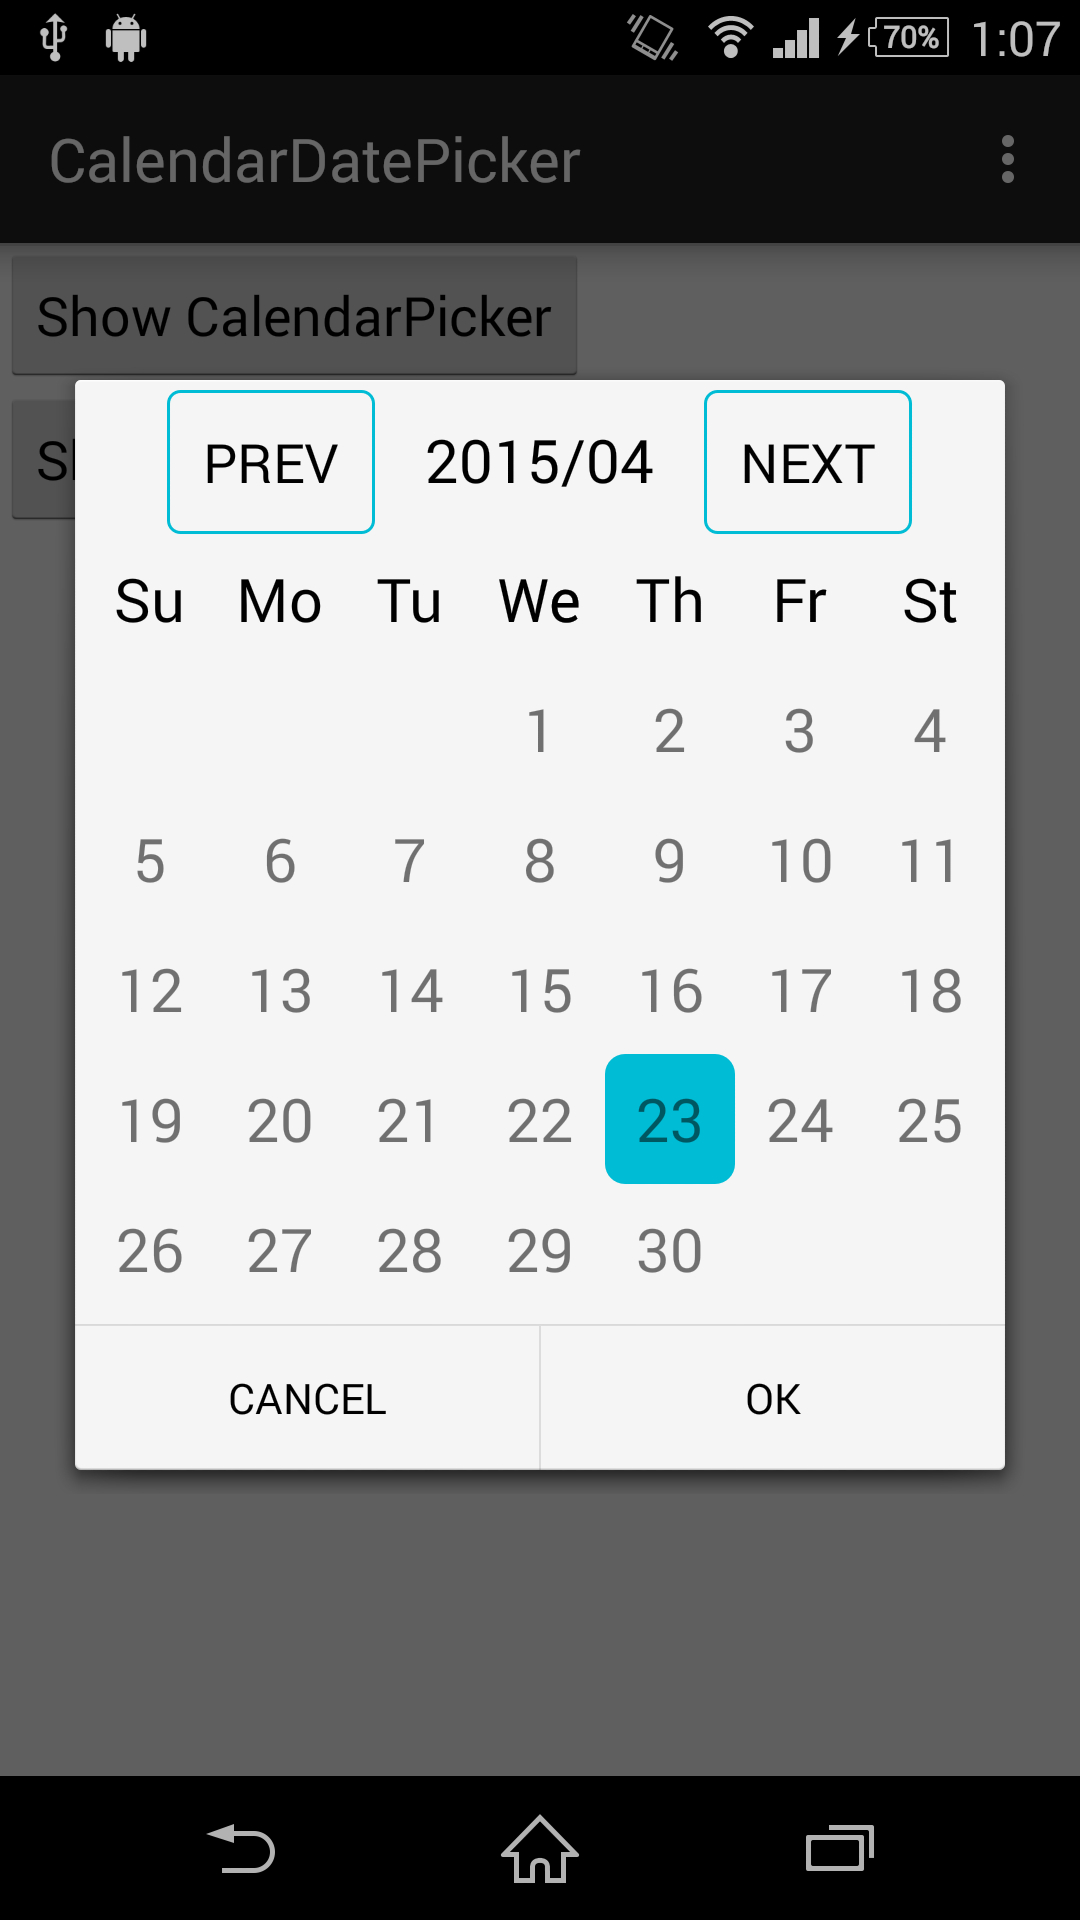 70% 1:07
CalendarDatePicker
Show CalendarPicker
PREV 2015/04 NEXT
Su Mo Tu We Th Fr St
1 2 3 4
5 6 7 8 9 10 11
12 13 14 15 16 17 18
19 20 21 22 23 24 25
26 27 28 29 30
CANCEL OK